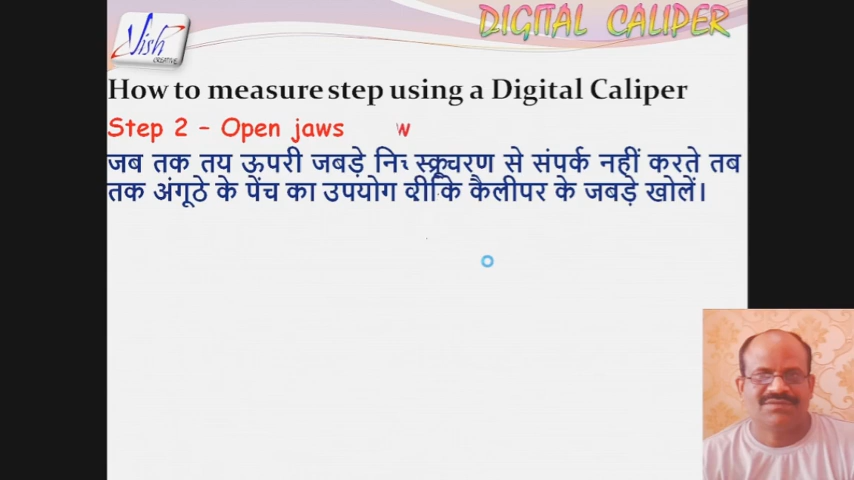 Vish
CREATIVE
DIGITAL CALIPER
How to measure step using a Digital Caliper
Step 2 – Open jaws w
जब तक तय ऊपरी जबड़े से संपर्क नहीं करते तब
तक अंगूठे के पेंच का उपयोग कैलीपर के जबड़े खोलें।